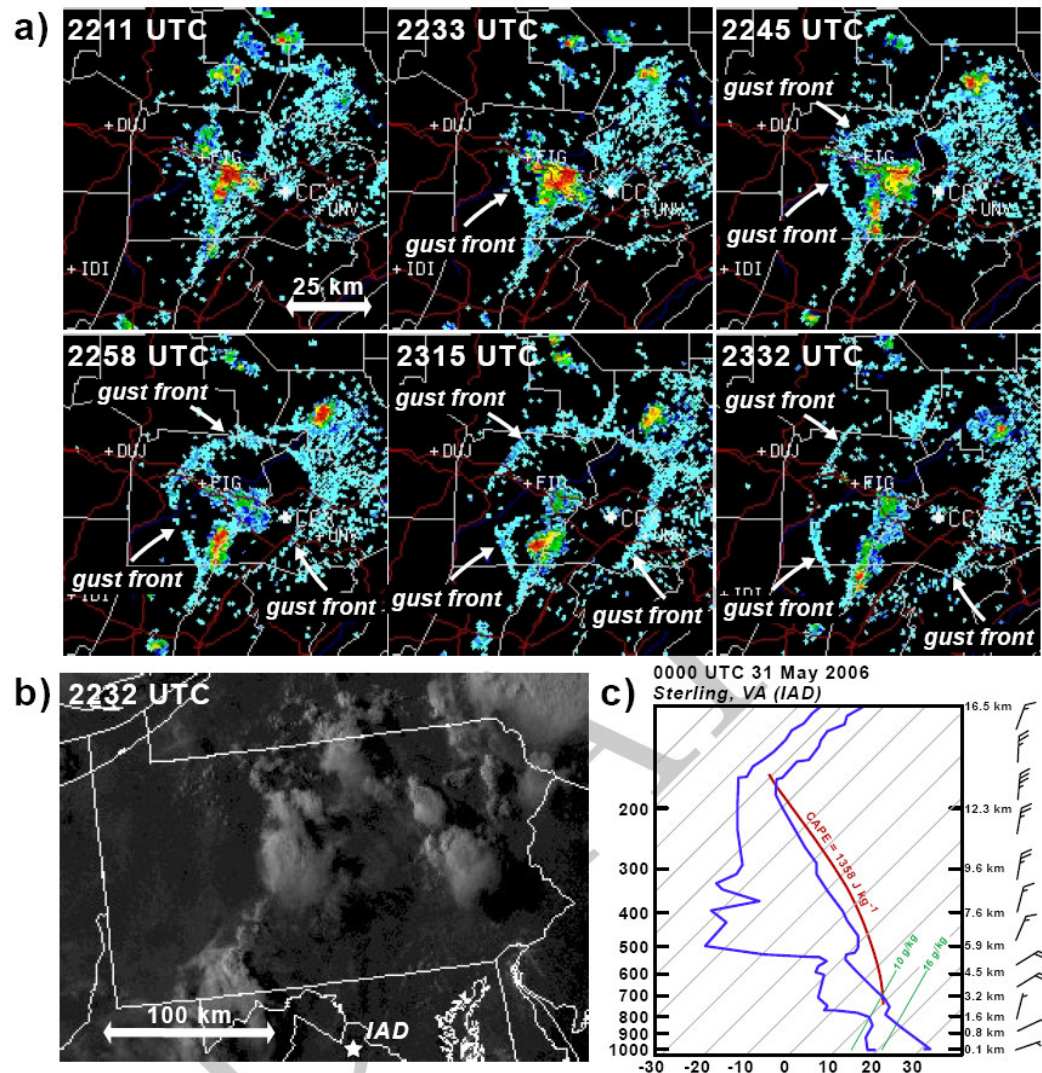 a)
2211 UTC
+DUJ
+FIG
CCX
+UNV
+IDI
25 km
2233 UTC
+DUJ
+FIG
CCX
+UNV
gust front
+IDI
2245 UTC
gust front
+DUJ
+FIG
CCX
+UNV
gust front
+IDI
2258 UTC
gust front
+DUJ
+FIG
CCX
+UNV
gust front
+IDI
gust front
2315 UTC
gust front
+DUJ
+FIG
CCX
+UNV
gust front
+IDI
gust front
2332 UTC
gust front
+DUJ
+FIG
CCX
+UNV
gust front
+IDI
gust front
b)
2232 UTC
100 km
IAD
c)
0000 UTC 31 May 2006
Sterling, VA (IAD)
16.5 km
200
12.3 km
CAPE = 1358 J kg⁻¹
300
9.6 km
400
7.6 km
500
5.9 km
10 g/kg
16 g/kg
600
4.5 km
700
3.2 km
800
1.6 km
900
0.8 km
1000
0.1 km
-30 -20 -10 0 10 20 30